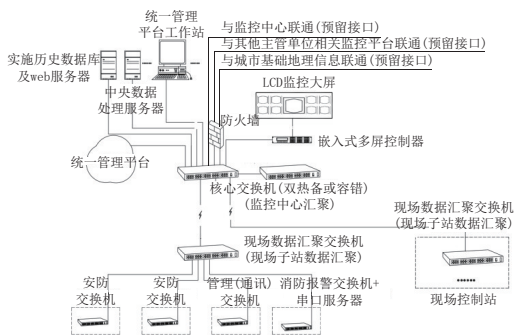 统一管理
平台工作站
与监控中心联通(预留接口)
与其他主管单位相关监控平台联通(预留接口)
与城市基础地理信息联通(预留接口)
实施历史数据库
及web服务器
中央数据
处理服务器
LCD监控大屏
防火墙
嵌入式多屏控制器
统一管理平台
核心交换机(双热备或容错)
(监控中心汇聚)
现场数据汇聚交换机
(现场子站数据汇聚)
现场数据汇聚交换机
(现场子站数据汇聚)
安防
交换机
安防
交换机
管理(通讯)
交换机
消防报警交换机+
串口服务器
现场控制站